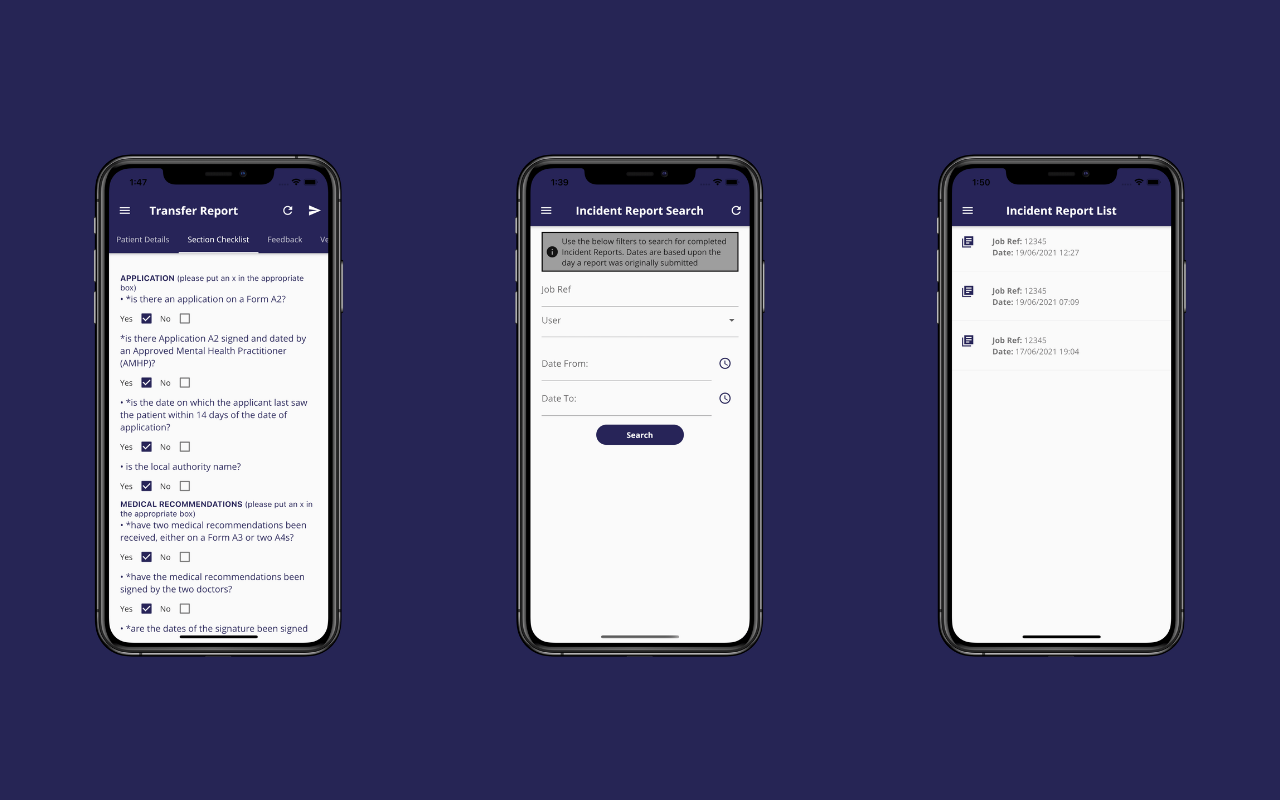 1:47
Transfer Report
Patient Details Section Checklist Feedback Ve
APPLICATION (please put an x in the appropriate
box)
• *is there an application on a Form A2?
Yes No
*is there Application A2 signed and dated by
an Approved Mental Health Practitioner
(AMHP)?
Yes No
• *is the date on which the applicant last saw
the patient within 14 days of the date of
application?
Yes No
• is the local authority name?
Yes No
MEDICAL RECOMMENDATIONS (please put an x in
the appropriate box)
• *have two medical recommendations been
received, either on a Form A3 or two A4s?
Yes No
• *have the medical recommendations been
signed by the two doctors?
Yes No
• *are the dates of the signature been signed
1:39
Incident Report Search
Use the below filters to search for completed
Incident Reports. Dates are based upon the
day a report was originally submitted
Job Ref
User
Date From:
Date To:
Search
1:50
Incident Report List
Job Ref: 12345
Date: 19/06/2021 12:27
Job Ref: 12345
Date: 19/06/2021 07:09
Job Ref: 12345
Date: 17/06/2021 19:04